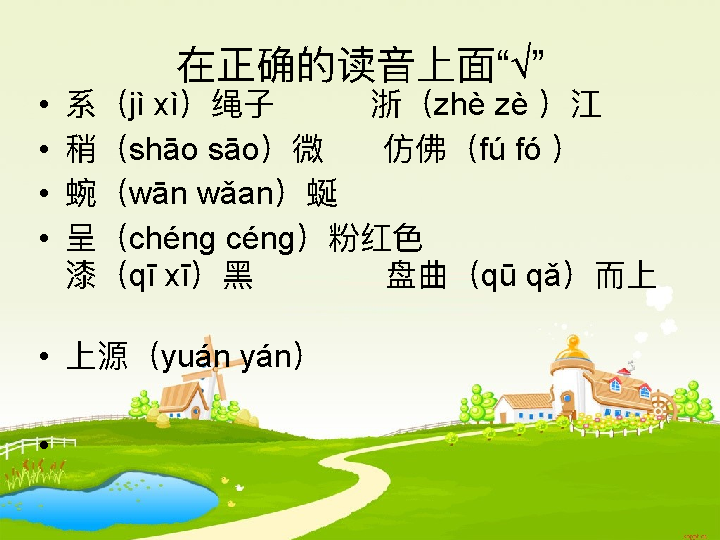 在正确的读音上面“√”
• 系（jì xì）绳子 浙（zhè zè ）江
• 稍（shāo sāo）微 仿佛（fú fó ）
• 蜿（wān wǎan）蜒
• 呈（chéng céng）粉红色
漆（qī xī）黑 盘曲（qū qǎ）而上
• 上源（yuán yán）
•